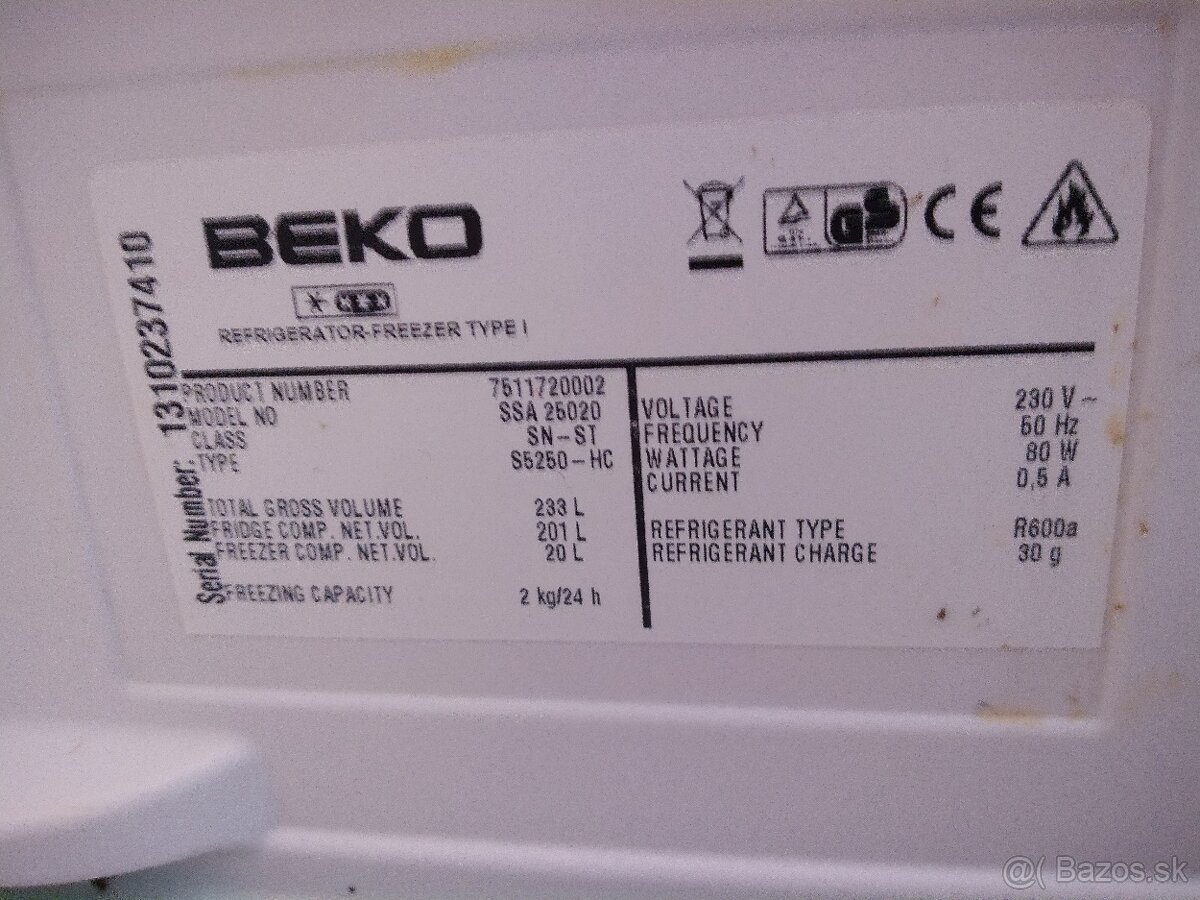 BEKO
REFRIGERATOR-FREEZER TYPE I
GS CE
Serial Number: 1310237410
PRODUCT NUMBER 7511720002
MODEL NO SSA 25020
CLASS SN-ST
TYPE S5250-HC
TOTAL GROSS VOLUME 233 L
FRIDGE COMP. NET.VOL. 201 L
FREEZER COMP. NET.VOL. 20 L
FREEZING CAPACITY 2 kg/24 h
VOLTAGE 230 V~
FREQUENCY 50 Hz
WATTAGE 80 W
CURRENT 0,5 A
REFRIGERANT TYPE R600a
REFRIGERANT CHARGE 30 g
@( Bazos.sk